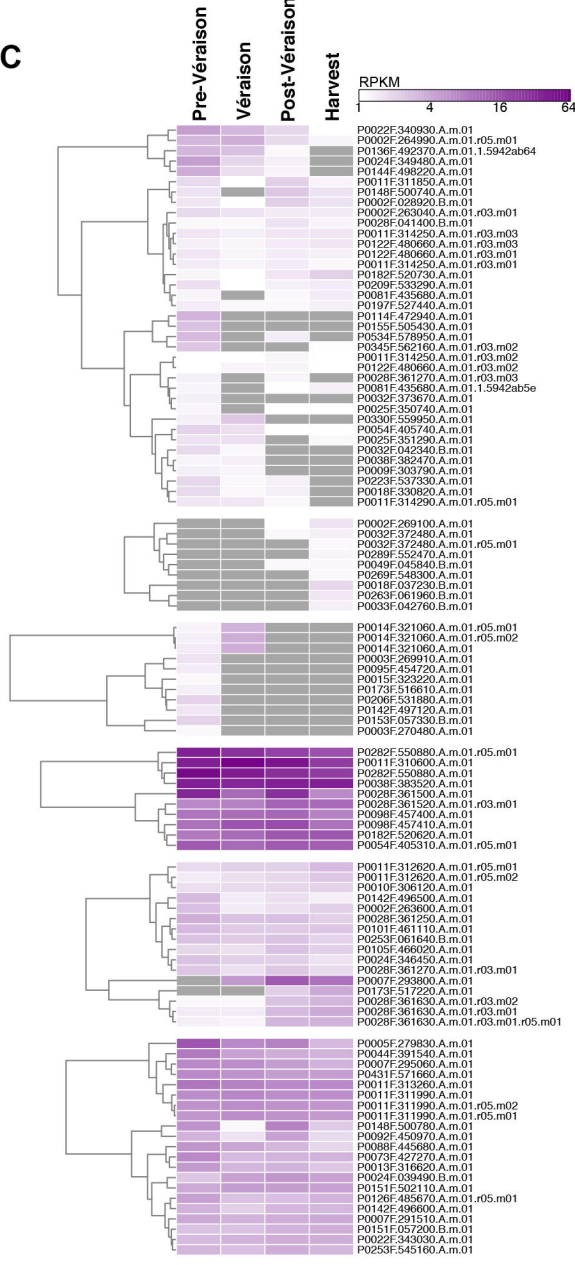 C
Pre-Véraison
Véraison
Post-Véraison
Harvest
RPKM
1 4 16 64
P0022F.340930.A.m.01
P0002F.264990.A.m.01.r05.m01
P0136F.492370.A.m.01.1.5942ab64
P0024F.349480.A.m.01
P0144F.498220.A.m.01
P0011F.311850.A.m.01
P0148F.500740.A.m.01
P0002F.028920.B.m.01
P0002F.263040.A.m.01.r03.m01
P0028F.041400.B.m.01
P0011F.314250.A.m.01.r03.m03
P0122F.480660.A.m.01.r03.m03
P0122F.480660.A.m.01.r03.m01
P0011F.314250.A.m.01.r03.m01
P0182F.520730.A.m.01
P0209F.533290.A.m.01
P0081F.435680.A.m.01
P0197F.527440.A.m.01
P0114F.472940.A.m.01
P0155F.505430.A.m.01
P0534F.578950.A.m.01
P0345F.562160.A.m.01.r03.m02
P0011F.314250.A.m.01.r03.m02
P0122F.480660.A.m.01.r03.m02
P0028F.361270.A.m.01.r03.m03
P0081F.435680.A.m.01.1.5942ab5e
P0032F.373670.A.m.01
P0025F.350740.A.m.01
P0330F.559950.A.m.01
P0054F.405740.A.m.01
P0025F.351290.A.m.01
P0032F.042340.B.m.01
P0038F.382470.A.m.01
P0009F.303790.A.m.01
P0223F.537330.A.m.01
P0018F.330820.A.m.01
P0011F.314290.A.m.01.r05.m01
P0002F.269100.A.m.01
P0032F.372480.A.m.01
P0032F.372480.A.m.01.r05.m01
P0289F.552470.A.m.01
P0049F.045840.B.m.01
P0269F.548300.A.m.01
P0018F.037230.B.m.01
P0263F.061960.B.m.01
P0033F.042760.B.m.01
P0014F.321060.A.m.01.r05.m01
P0014F.321060.A.m.01.r05.m02
P0014F.321060.A.m.01
P0003F.269910.A.m.01
P0095F.454720.A.m.01
P0015F.323220.A.m.01
P0173F.516610.A.m.01
P0206F.531880.A.m.01
P0142F.497120.A.m.01
P0153F.057330.B.m.01
P0003F.270480.A.m.01
P0282F.550880.A.m.01.r05.m01
P0011F.310600.A.m.01
P0282F.550880.A.m.01
P0038F.383520.A.m.01
P0028F.361500.A.m.01
P0028F.361520.A.m.01.r03.m01
P0098F.457400.A.m.01
P0098F.457410.A.m.01
P0182F.520620.A.m.01
P0054F.405310.A.m.01.r05.m01
P0011F.312620.A.m.01.r05.m01
P0011F.312620.A.m.01.r05.m02
P0010F.306120.A.m.01
P0142F.496500.A.m.01
P0002F.263600.A.m.01
P0028F.361250.A.m.01
P0101F.461110.A.m.01
P0253F.061640.B.m.01
P0105F.466020.A.m.01
P0024F.346450.A.m.01
P0028F.361270.A.m.01.r03.m01
P0007F.293800.A.m.01
P0173F.517220.A.m.01
P0028F.361630.A.m.01.r03.m02
P0028F.361630.A.m.01.r03.m01
P0028F.361630.A.m.01.r03.m01.r05.m01
P0005F.279830.A.m.01
P0044F.391540.A.m.01
P0007F.295060.A.m.01
P0431F.571660.A.m.01
P0011F.313260.A.m.01
P0011F.311990.A.m.01
P0011F.311990.A.m.01.r05.m02
P0011F.311990.A.m.01.r05.m01
P0148F.500780.A.m.01
P0092F.450970.A.m.01
P0088F.445680.A.m.01
P0073F.427270.A.m.01
P0013F.316620.A.m.01
P0024F.039490.B.m.01
P0151F.502110.A.m.01
P0126F.485670.A.m.01.r05.m01
P0142F.496600.A.m.01
P0007F.291510.A.m.01
P0151F.057200.B.m.01
P0022F.343030.A.m.01
P0253F.545160.A.m.01